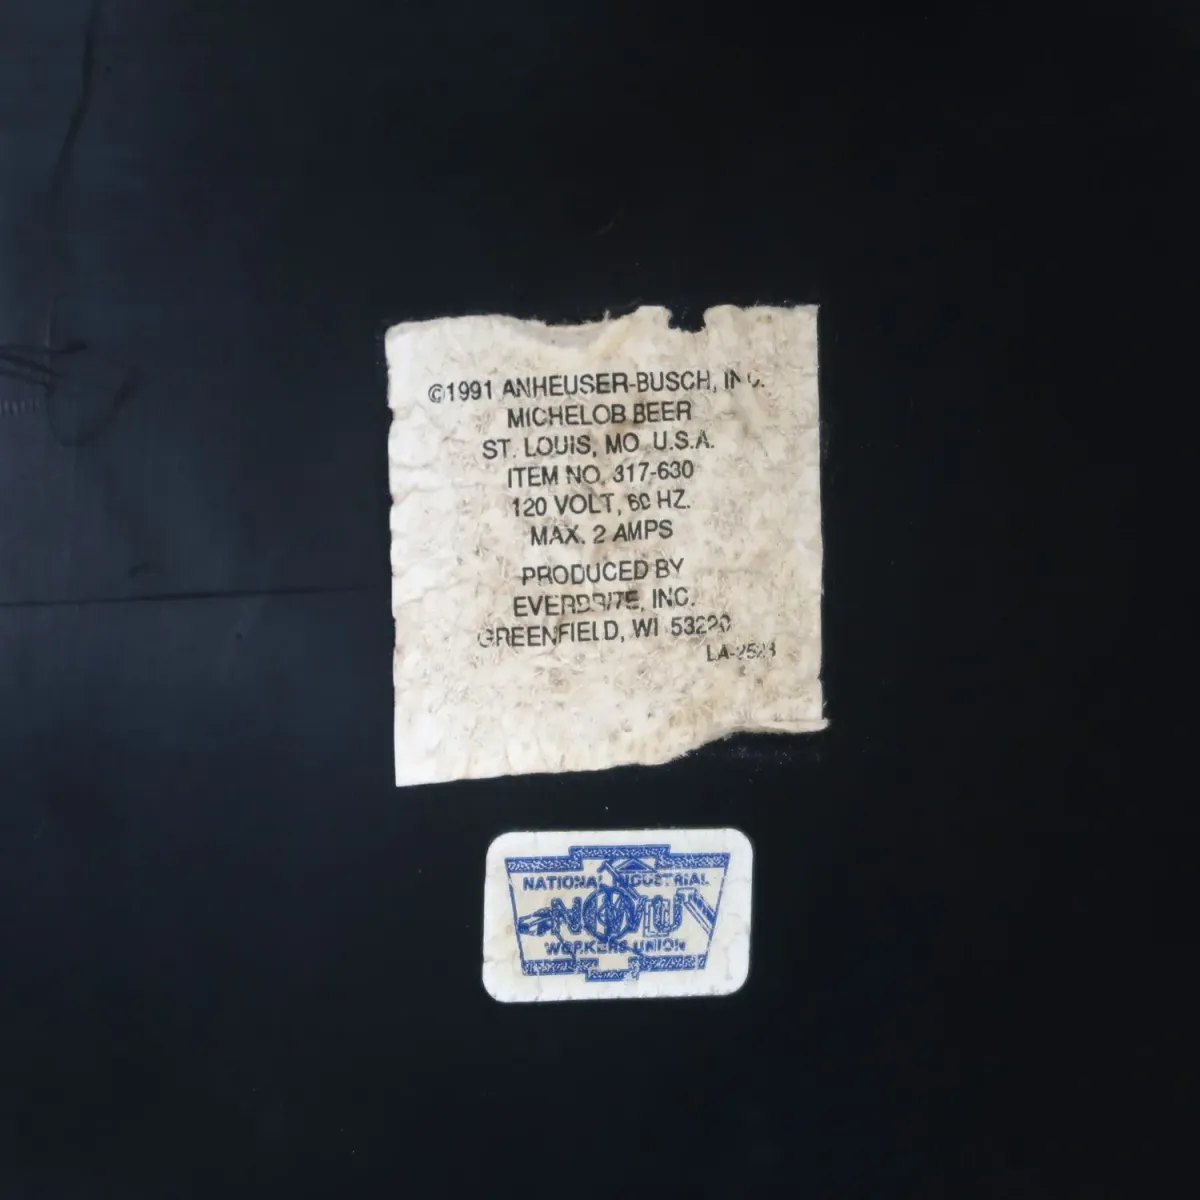 ©1991 ANHEUSER-BUSCH, INC.
MICHELOB BEER
ST. LOUIS, MO. U.S.A.
ITEM NO. 317-630
120 VOLT, 60 HZ.
MAX. 2 AMPS
PRODUCED BY
EVERBRITE, INC.
GREENFIELD, WI 53220
NATIONAL INDUSTRIAL
NIWU
WORKERS UNION